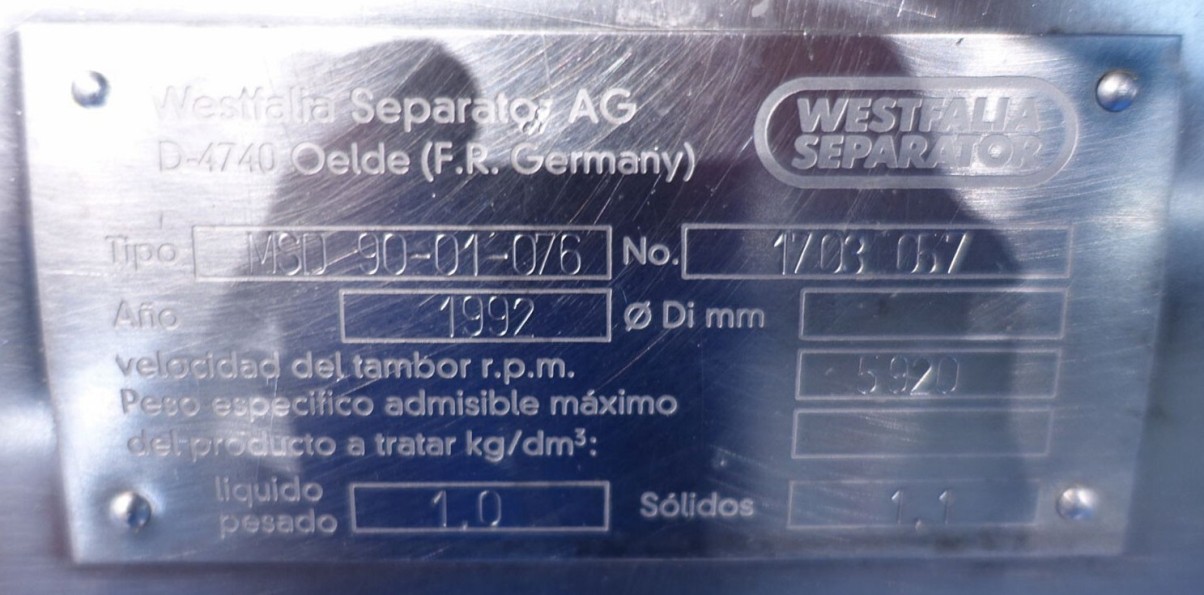 Westfalia Separator AG
D-4740 Oelde (F.R. Germany)
WESTFALIA
SEPARATOR
Tipo MSD 90-01-076 No. 1703 057
Año 1992 Ø Di mm
velocidad del tambor r.p.m. 5920
Peso especifico admisible máximo
del producto a tratar kg/dm³:
liquido
pesado 1.0 Sólidos 1.1